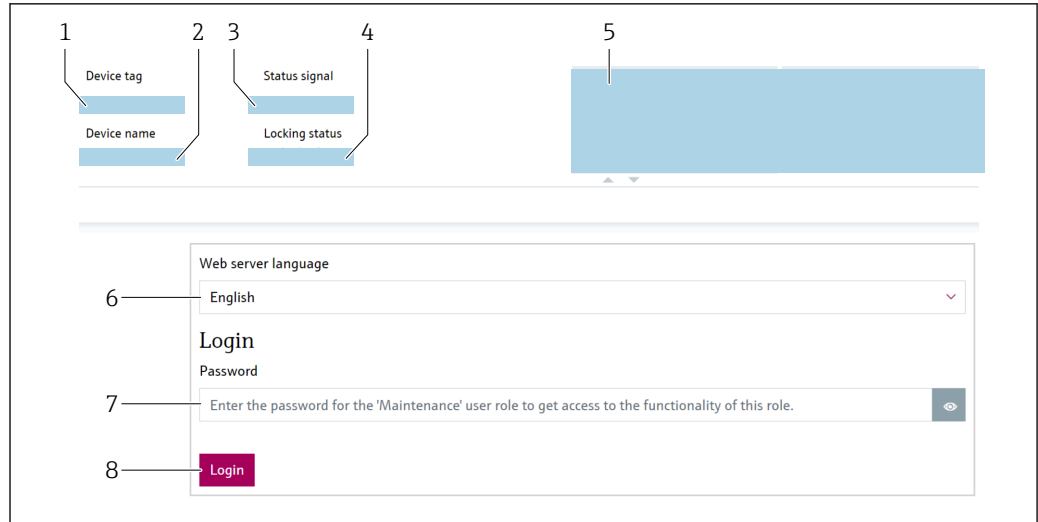 1 2 3 4 5
Device tag Status signal
Device name Locking status
Web server language
6 English
Login
Password
7 Enter the password for the 'Maintenance' user role to get access to the functionality of this role.
8 Login